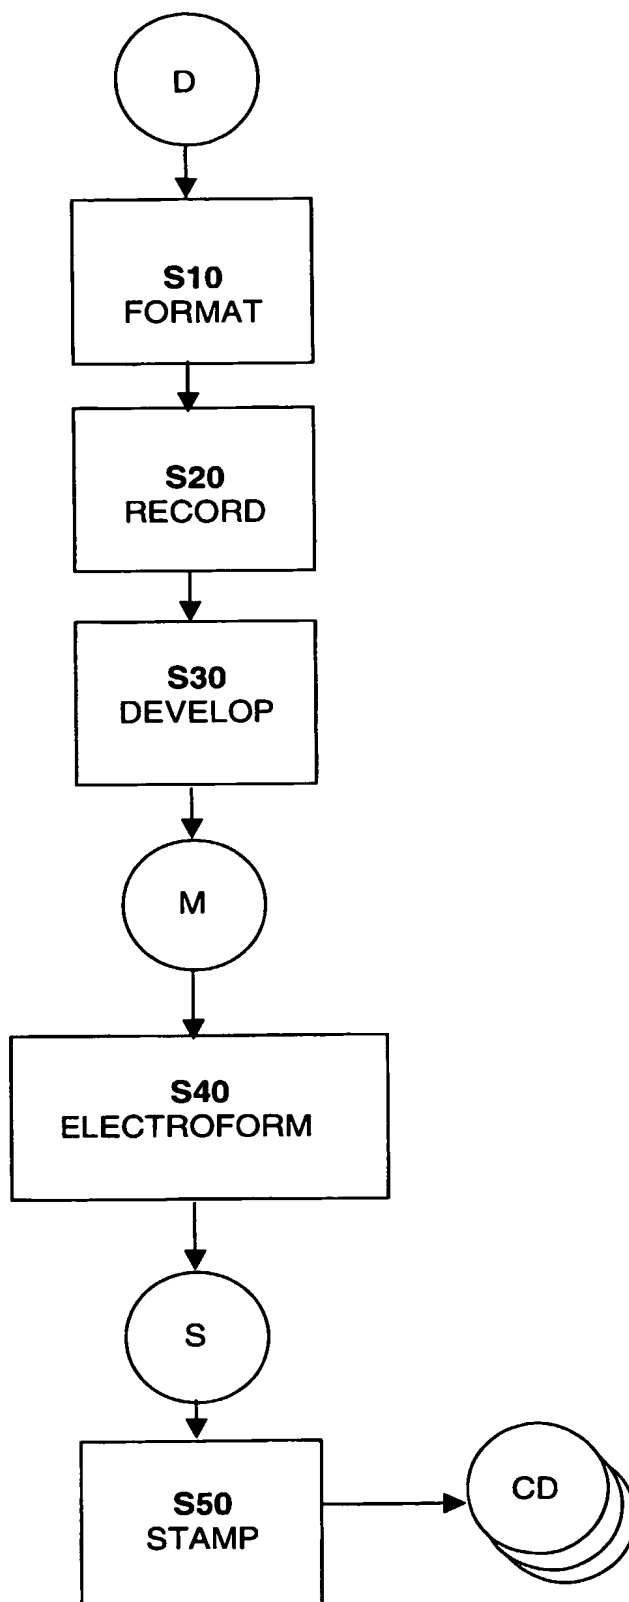 D
S10
FORMAT
S20
RECORD
S30
DEVELOP
M
S40
ELECTROFORM
S
S50
STAMP
CD